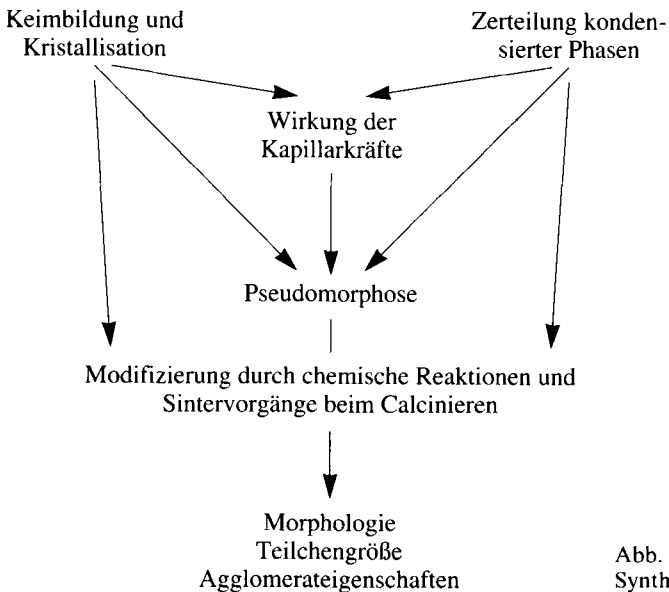 Keimbildung und
Kristallisation
Zerteilung konden-
sierter Phasen
Wirkung der
Kapillarkräfte
Pseudomorphose
Modifizierung durch chemische Reaktionen und
Sintervorgänge beim Calcinieren
Morphologie
Teilchengröße
Agglomerateigenschaften
Abb.
Synth